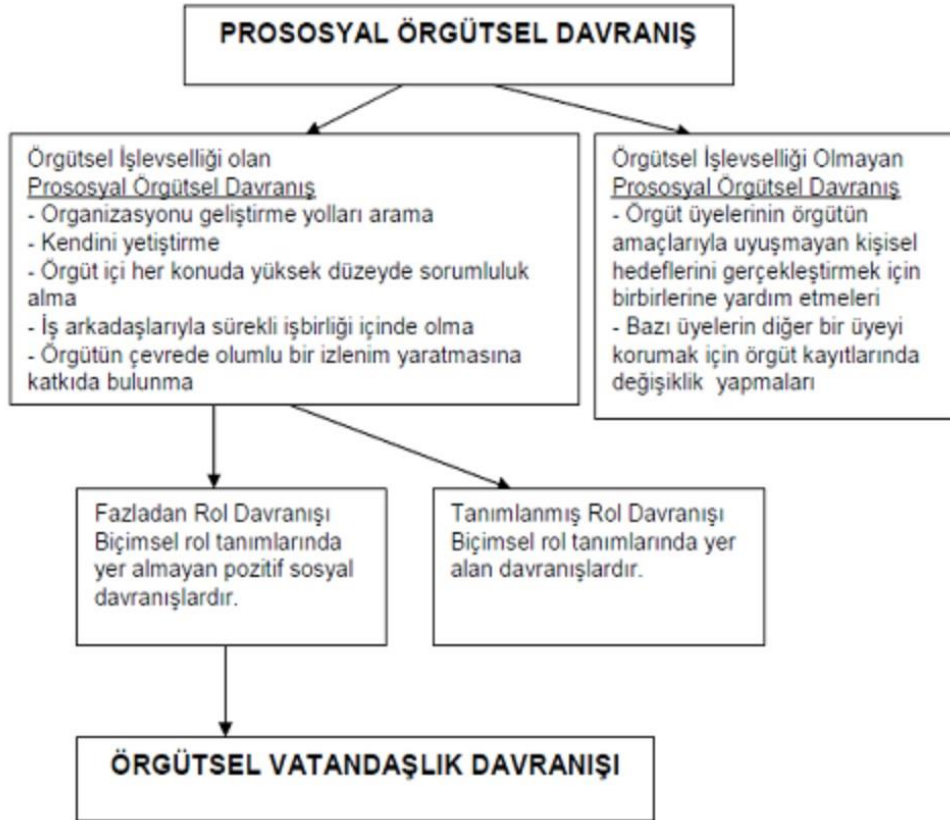 PROSOSYAL ÖRGÜTSEL DAVRANIŞ
Örgütsel İşlevselliği olan
Prososyal Örgütsel Davranış
- Organizasyonu geliştirme yolları arama
- Kendini yetiştirme
- Örgüt içi her konuda yüksek düzeyde sorumluluk
alma
- İş arkadaşlarıyla sürekli işbirliği içinde olma
- Örgütün çevrede olumlu bir izlenim yaratmasına
katkıda bulunma
Örgütsel İşlevselliği Olmayan
Prososyal Örgütsel Davranış
- Örgüt üyelerinin örgütün
amaçlarıyla uyuşmayan kişisel
hedeflerini gerçekleştirmek için
birbirlerine yardım etmeleri
- Bazı üyelerin diğer bir üyeyi
korumak için örgüt kayıtlarında
değişiklik yapmaları
Fazladan Rol Davranışı
Biçimsel rol tanımlarında
yer almayan pozitif sosyal
davranışlardır.
Tanımlanmış Rol Davranışı
Biçimsel rol tanımlarında yer
alan davranışlardır.
ÖRGÜTSEL VATANDAŞLIK DAVRANIŞI